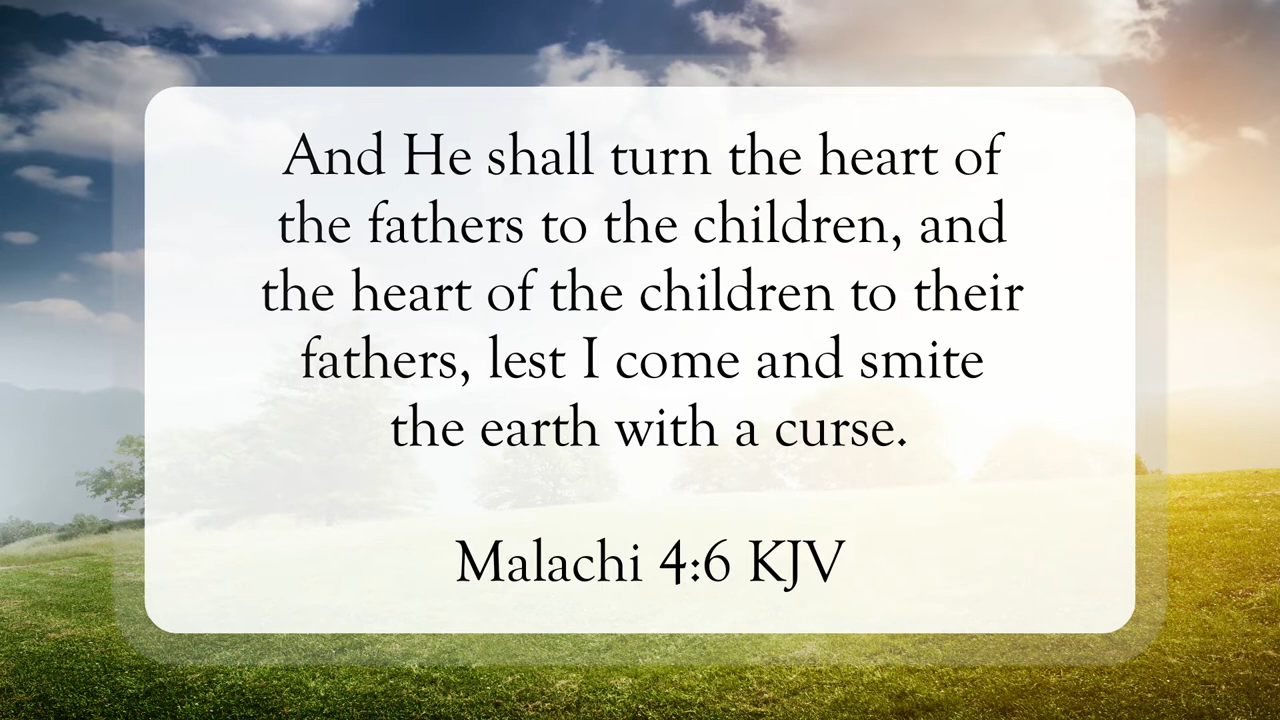 And He shall turn the heart of
the fathers to the children, and
the heart of the children to their
fathers, lest I come and smite
the earth with a curse.
Malachi 4:6 KJV